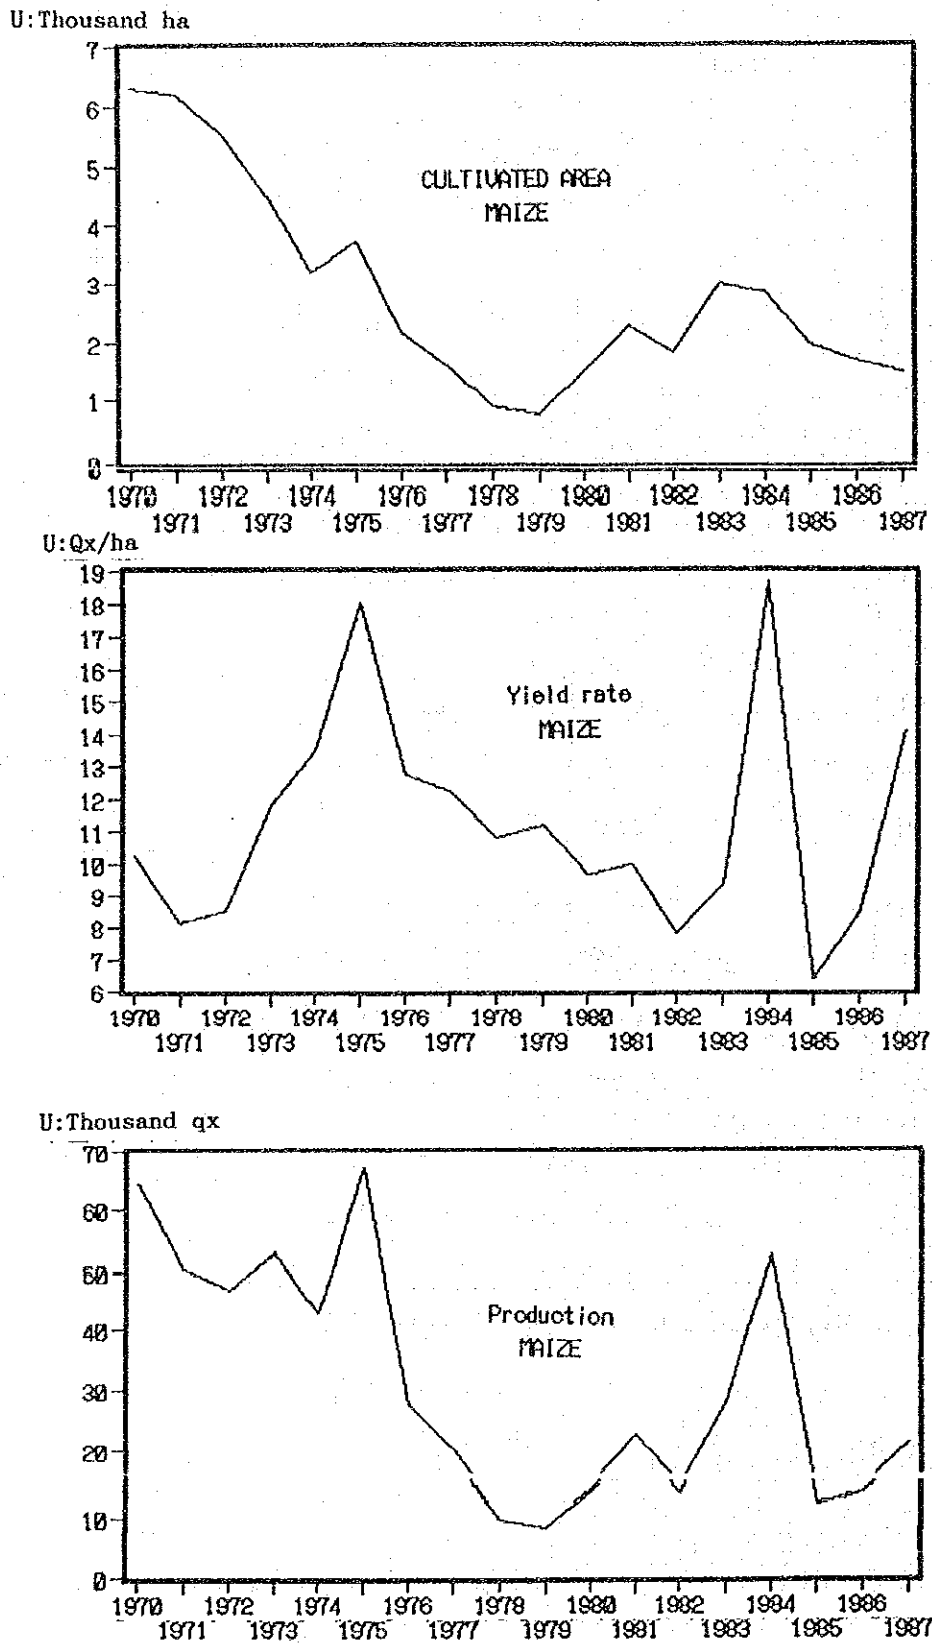 U:Thousand ha
7
6
5
4
3
2
1
0
CULTIVATED AREA
MAIZE
1970 1972 1974 1976 1978 1980 1982 1984 1986
1971 1973 1975 1977 1979 1981 1983 1985 1987
U:Qx/ha
19
18
17
16
15
14
13
12
11
10
9
8
7
6
Yield rate
MAIZE
1970 1972 1974 1976 1978 1980 1982 1984 1986
1971 1973 1975 1977 1979 1981 1983 1985 1987
U:Thousand qx
70
60
50
40
30
20
10
0
Production
MAIZE
1970 1972 1974 1976 1978 1980 1982 1984 1986
1971 1973 1975 1977 1979 1981 1983 1985 1987